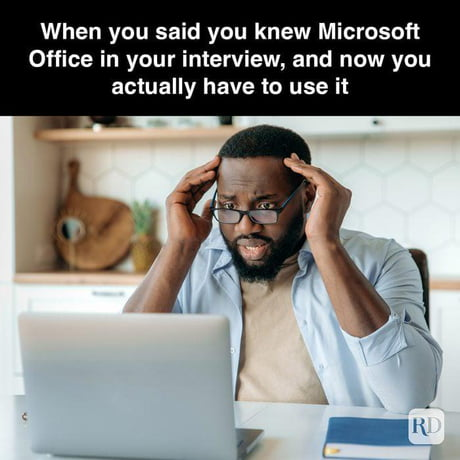 When you said you knew Microsoft
Office in your interview, and now you
actually have to use it
RD